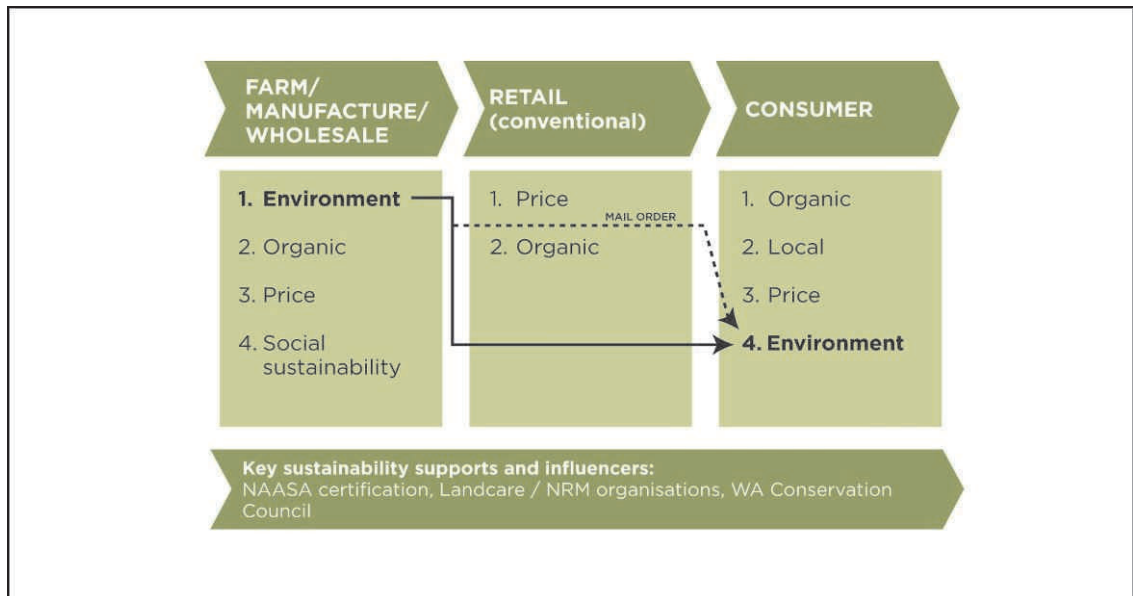 FARM/
MANUFACTURE/
WHOLESALE
RETAIL
(conventional)
CONSUMER
1. Environment
2. Organic
3. Price
4. Social
sustainability
1. Price
MAIL ORDER
2. Organic
1. Organic
2. Local
3. Price
4. Environment
Key sustainability supports and influencers:
NAASA certification, Landcare / NRM organisations, WA Conservation
Council